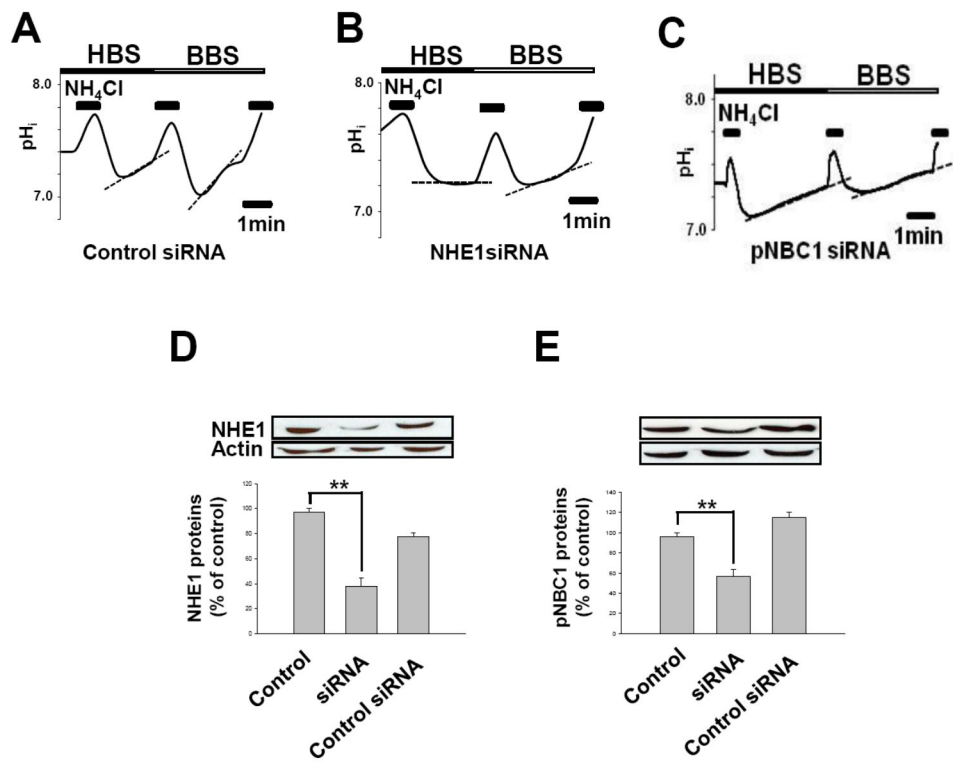 A
HBS BBS
8.0
NH₄Cl
pHi
7.0
1min
Control siRNA
B
HBS BBS
8.0
NH₄Cl
pHi
7.0
1min
NHE1siRNA
C
HBS BBS
8.0
NH₄Cl
pHi
7.0
1min
pNBC1 siRNA
D
NHE1
Actin
NHE1 proteins
(% of control)
120
100
80
60
40
20
0
**
Control
siRNA
Control siRNA
E
pNBC1 proteins
(% of control)
140
120
100
80
60
40
20
0
**
Control
siRNA
Control siRNA